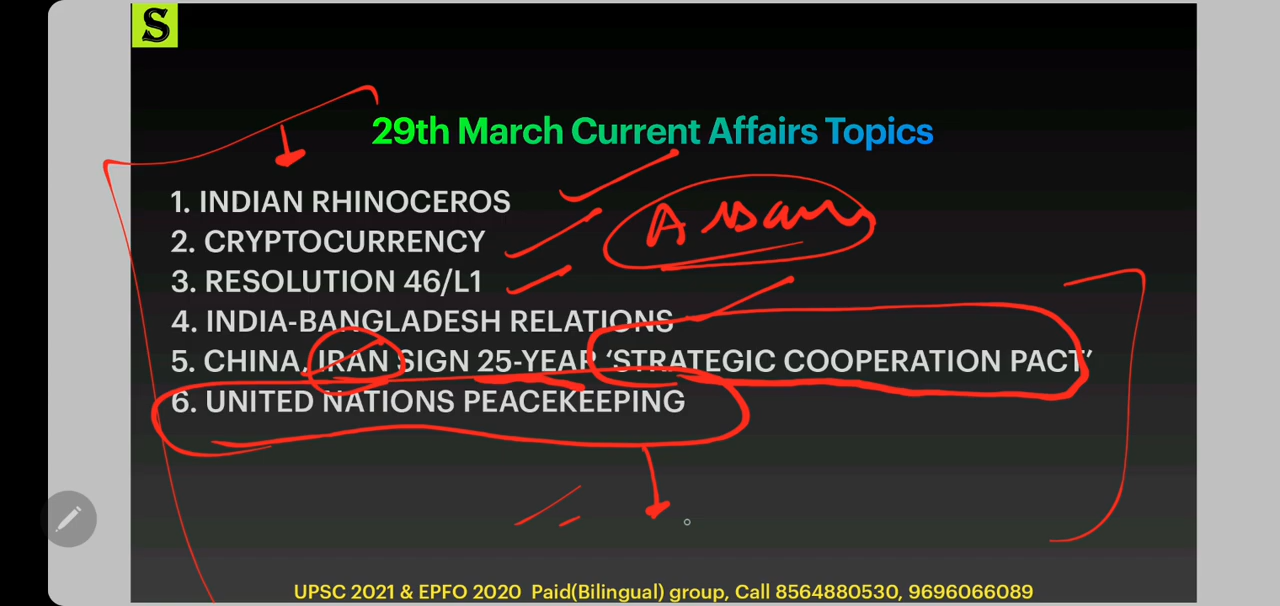 S
29th March Current Affairs Topics
1. INDIAN RHINOCEROS
Assam
2. CRYPTOCURRENCY
3. RESOLUTION 46/L1
4. INDIA-BANGLADESH RELATIONS
5. CHINA, IRAN SIGN 25-YEAR ‘STRATEGIC COOPERATION PACT’
6. UNITED NATIONS PEACEKEEPING
UPSC 2021 & EPFO 2020 Paid(Bilingual) group, Call 8564880530, 9696066089